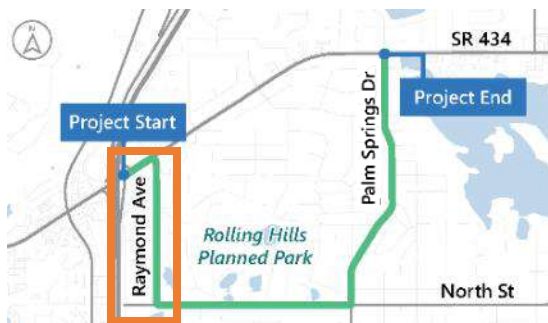 SR 434
Project End
Project Start
Palm Springs Dr
Raymond Ave
Rolling Hills
Planned Park
North St